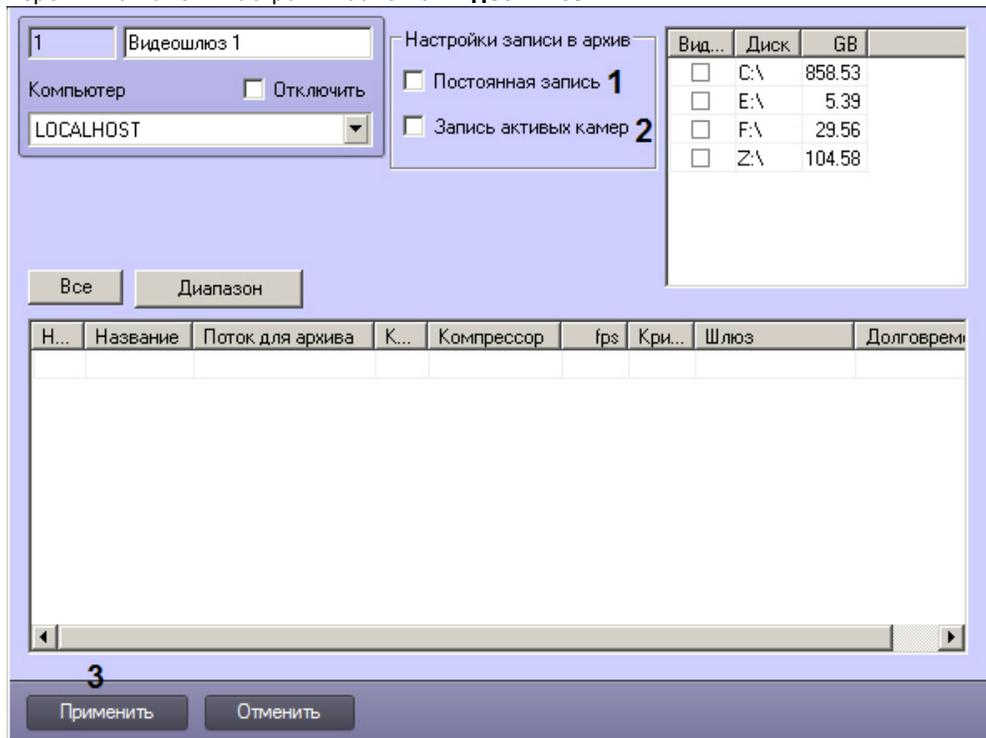 1 Видеошлюз 1
Компьютер Отключить
LOCALHOST
Настройки записи в архив
Постоянная запись 1
Запись активых камер 2
Вид... Диск GB
C:\ 858.53
E:\ 5.39
F:\ 29.56
Z:\ 104.58
Все Диапазон
Н... Название Поток для архива К... Компрессор fps Кри... Шлюз Долговрем
3
Применить Отменить